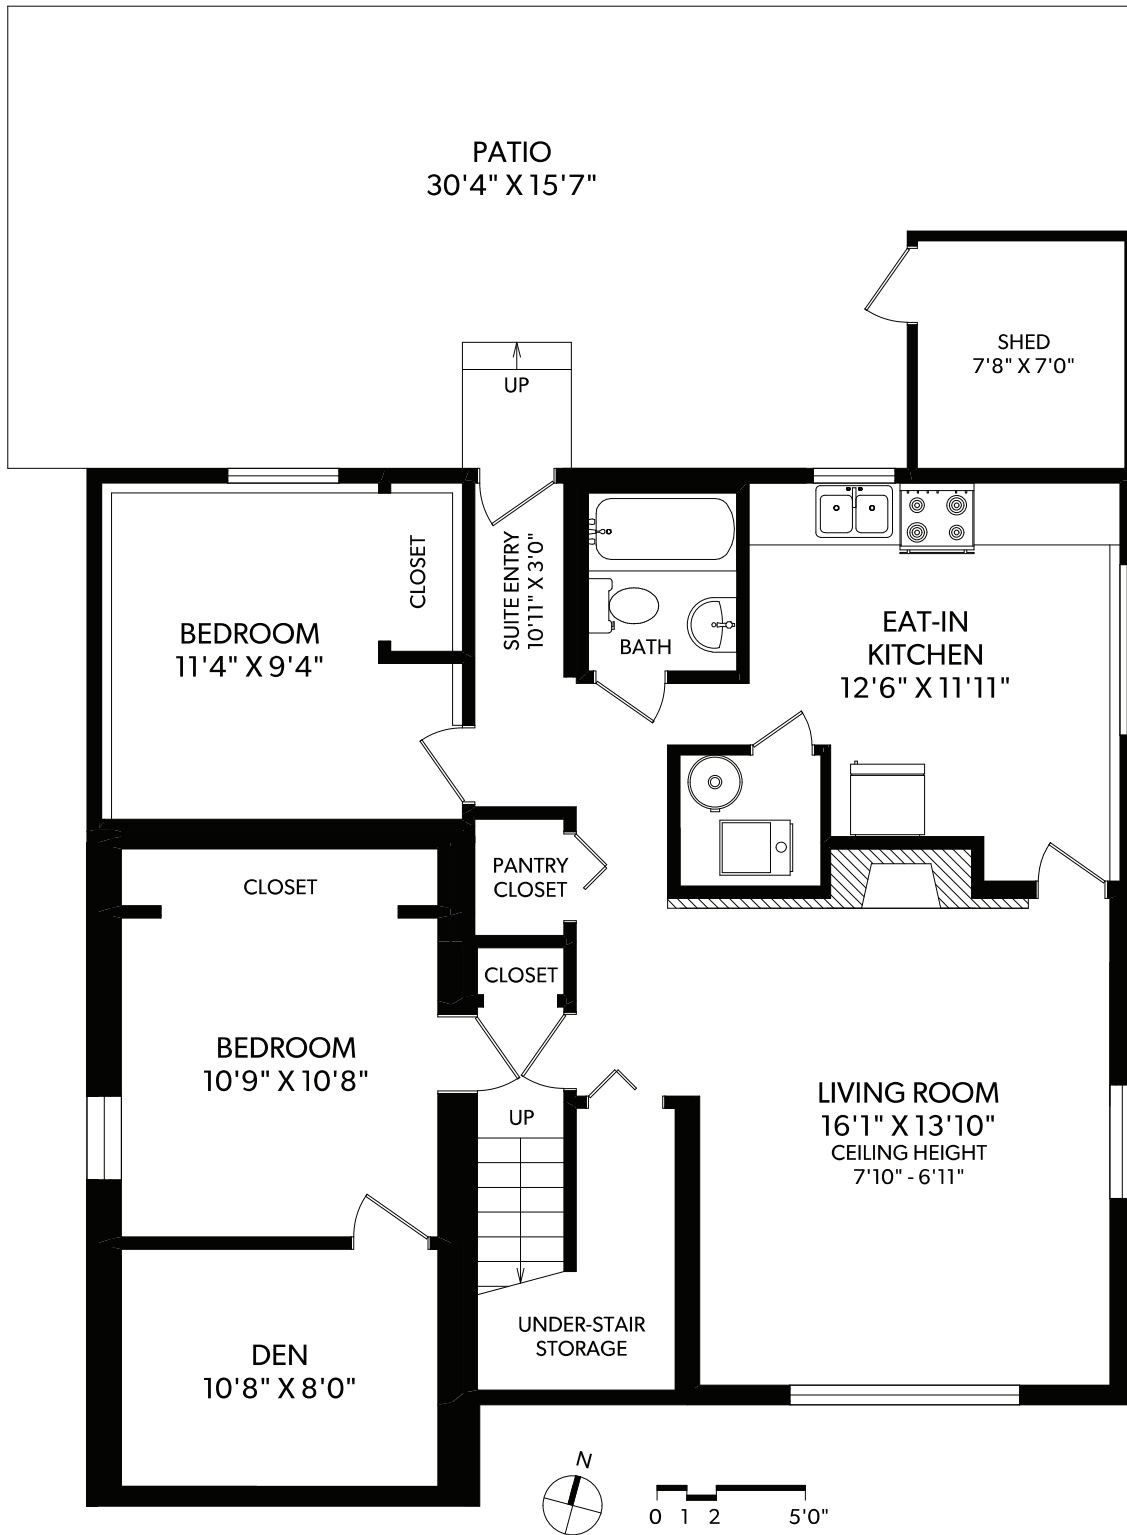 PATIO
30'4" X 15'7"
SHED
7'8" X 7'0"
UP
CLOSET
SUITE ENTRY
10'11" X 3'0"
BEDROOM
11'4" X 9'4"
BATH
EAT-IN
KITCHEN
12'6" X 11'11"
CLOSET
PANTRY
CLOSET
CLOSET
BEDROOM
10'9" X 10'8"
UP
LIVING ROOM
16'1" X 13'10"
CEILING HEIGHT
7'10" - 6'11"
UNDER-STAIR
STORAGE
DEN
10'8" X 8'0"
N
0 1 2 5'0"